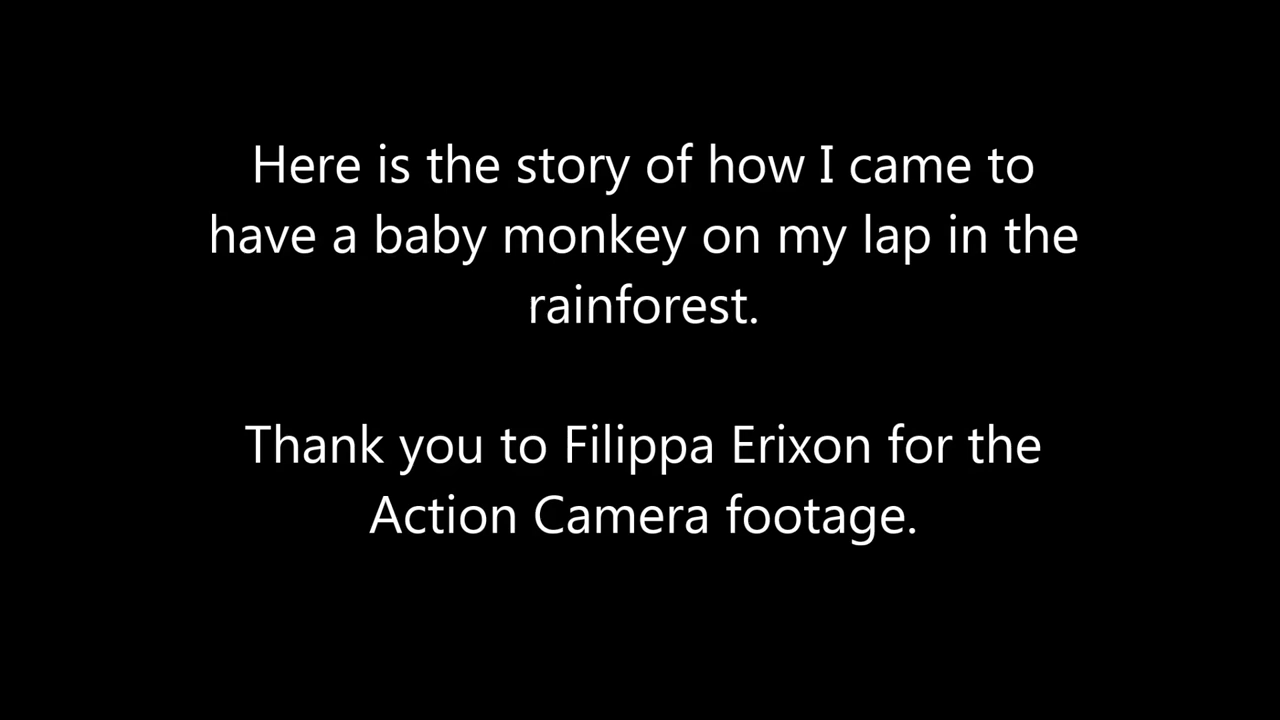 Here is the story of how I came to
have a baby monkey on my lap in the
rainforest.
Thank you to Filippa Erixon for the
Action Camera footage.